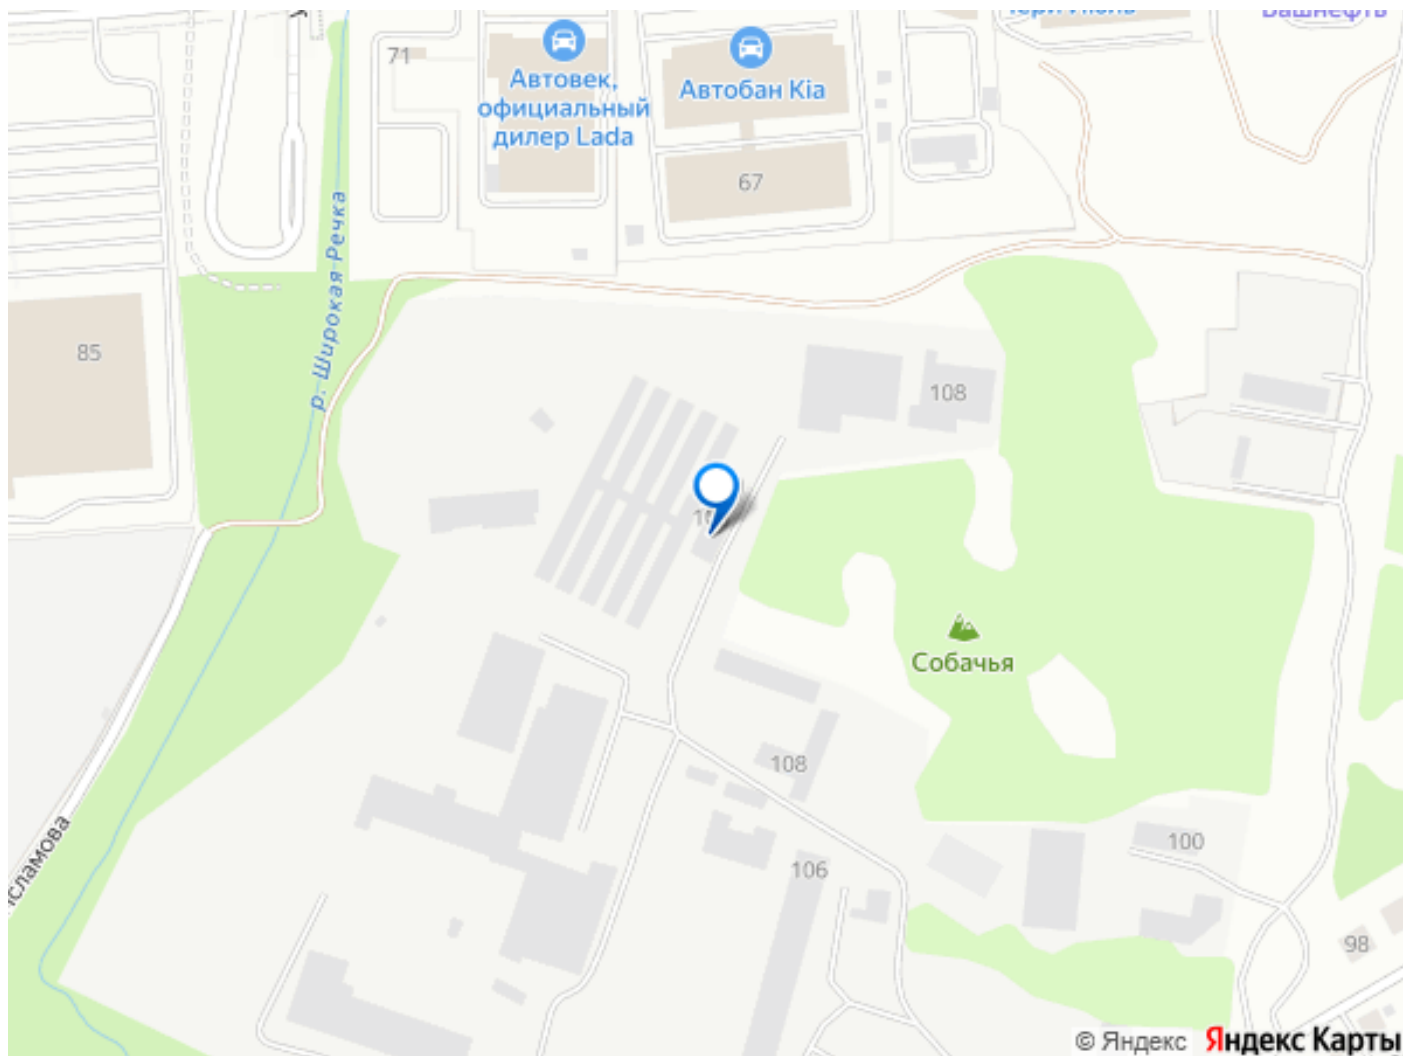 71
Автовек,
официальный
дилер Lada
Автобан Kia
67
р. Широкая Речка
85
108
Собачья
108
106
100
98
© Яндекс
Яндекс Карты